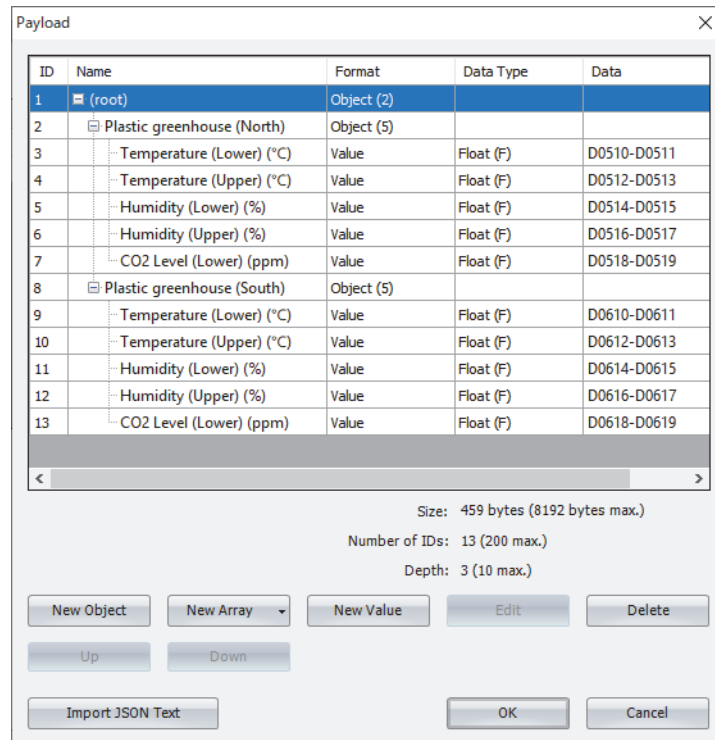 Payload
ID Name Format Data Type Data
1 (root) Object (2)
2 Plastic greenhouse (North) Object (5)
3 Temperature (Lower) (°C) Value Float (F) D0510-D0511
4 Temperature (Upper) (°C) Value Float (F) D0512-D0513
5 Humidity (Lower) (%) Value Float (F) D0514-D0515
6 Humidity (Upper) (%) Value Float (F) D0516-D0517
7 CO2 Level (Lower) (ppm) Value Float (F) D0518-D0519
8 Plastic greenhouse (South) Object (5)
9 Temperature (Lower) (°C) Value Float (F) D0610-D0611
10 Temperature (Upper) (°C) Value Float (F) D0612-D0613
11 Humidity (Lower) (%) Value Float (F) D0614-D0615
12 Humidity (Upper) (%) Value Float (F) D0616-D0617
13 CO2 Level (Lower) (ppm) Value Float (F) D0618-D0619
Size: 459 bytes (8192 bytes max.)
Number of IDs: 13 (200 max.)
Depth: 3 (10 max.)
New Object New Array New Value Edit Delete
Up Down
Import JSON Text OK Cancel